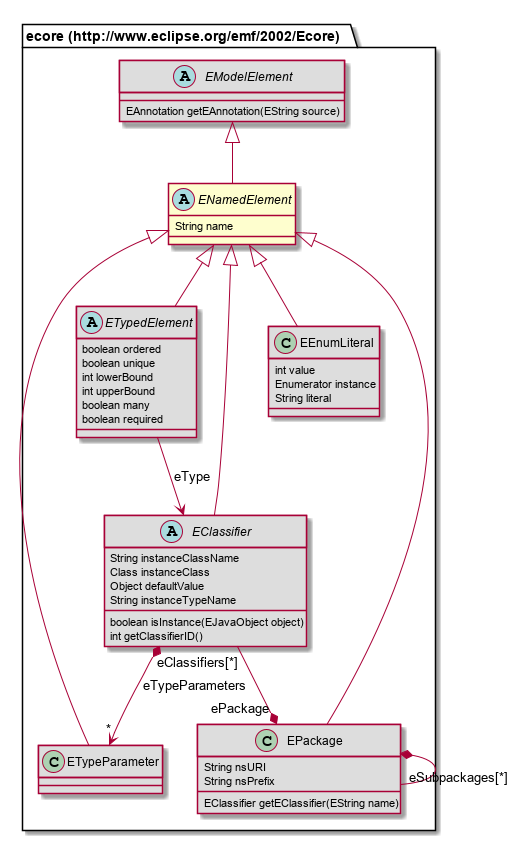 ecore (http://www.eclipse.org/emf/2002/Ecore)
A EModelElement
EAnnotation getEAnnotation(EString source)
A ENamedElement
String name
A ETypedElement
boolean ordered
boolean unique
int lowerBound
int upperBound
boolean many
boolean required
C EEnumLiteral
int value
Enumerator instance
String literal
eType
A EClassifier
String instanceClassName
Class instanceClass
Object defaultValue
String instanceTypeName
boolean isInstance(EJavaObject object)
int getClassifierID()
eClassifiers[*]
eTypeParameters
ePackage
*
C ETypeParameter
C EPackage
String nsURI
String nsPrefix
EClassifier getEClassifier(EString name)
eSubpackages[*]